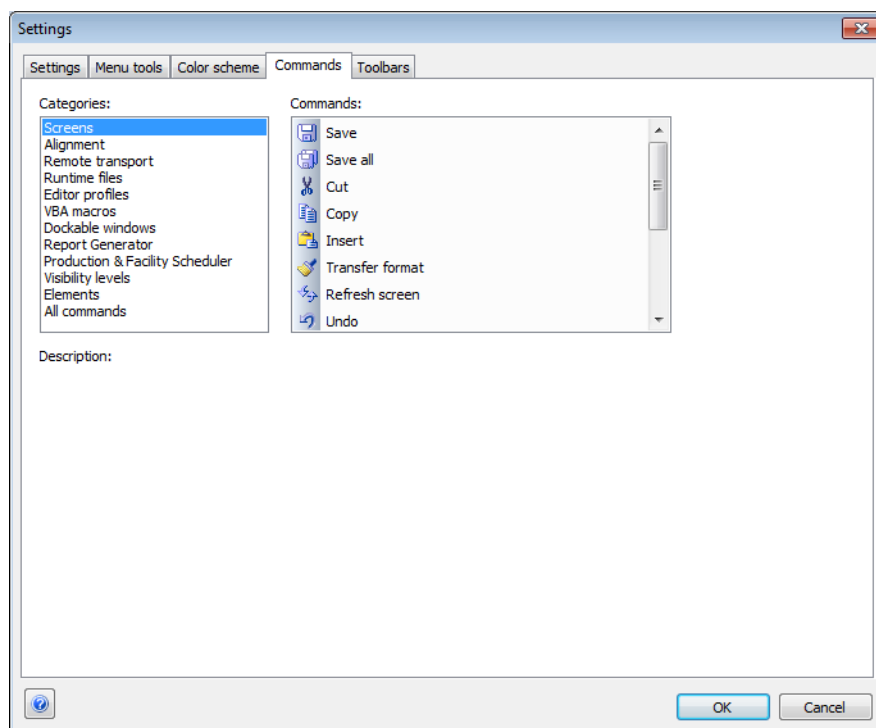 Settings
Settings Menu tools Color scheme Commands Toolbars
Categories:
Screens
Alignment
Remote transport
Runtime files
Editor profiles
VBA macros
Dockable windows
Report Generator
Production & Facility Scheduler
Visibility levels
Elements
All commands
Commands:
Save
Save all
Cut
Copy
Insert
Transfer format
Refresh screen
Undo
Description:
OK Cancel